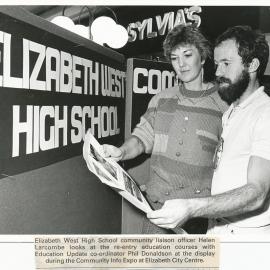 SYLVIA'S
ELIZABETH WEST
HIGH SCHOOL
Elizabeth West High School community liaison officer Helen
Larcombe looks at the re-entry education courses with
Education Update co-ordinator Phil Donaldson at the display
during the Community Info Expo at Elizabeth City Centre.